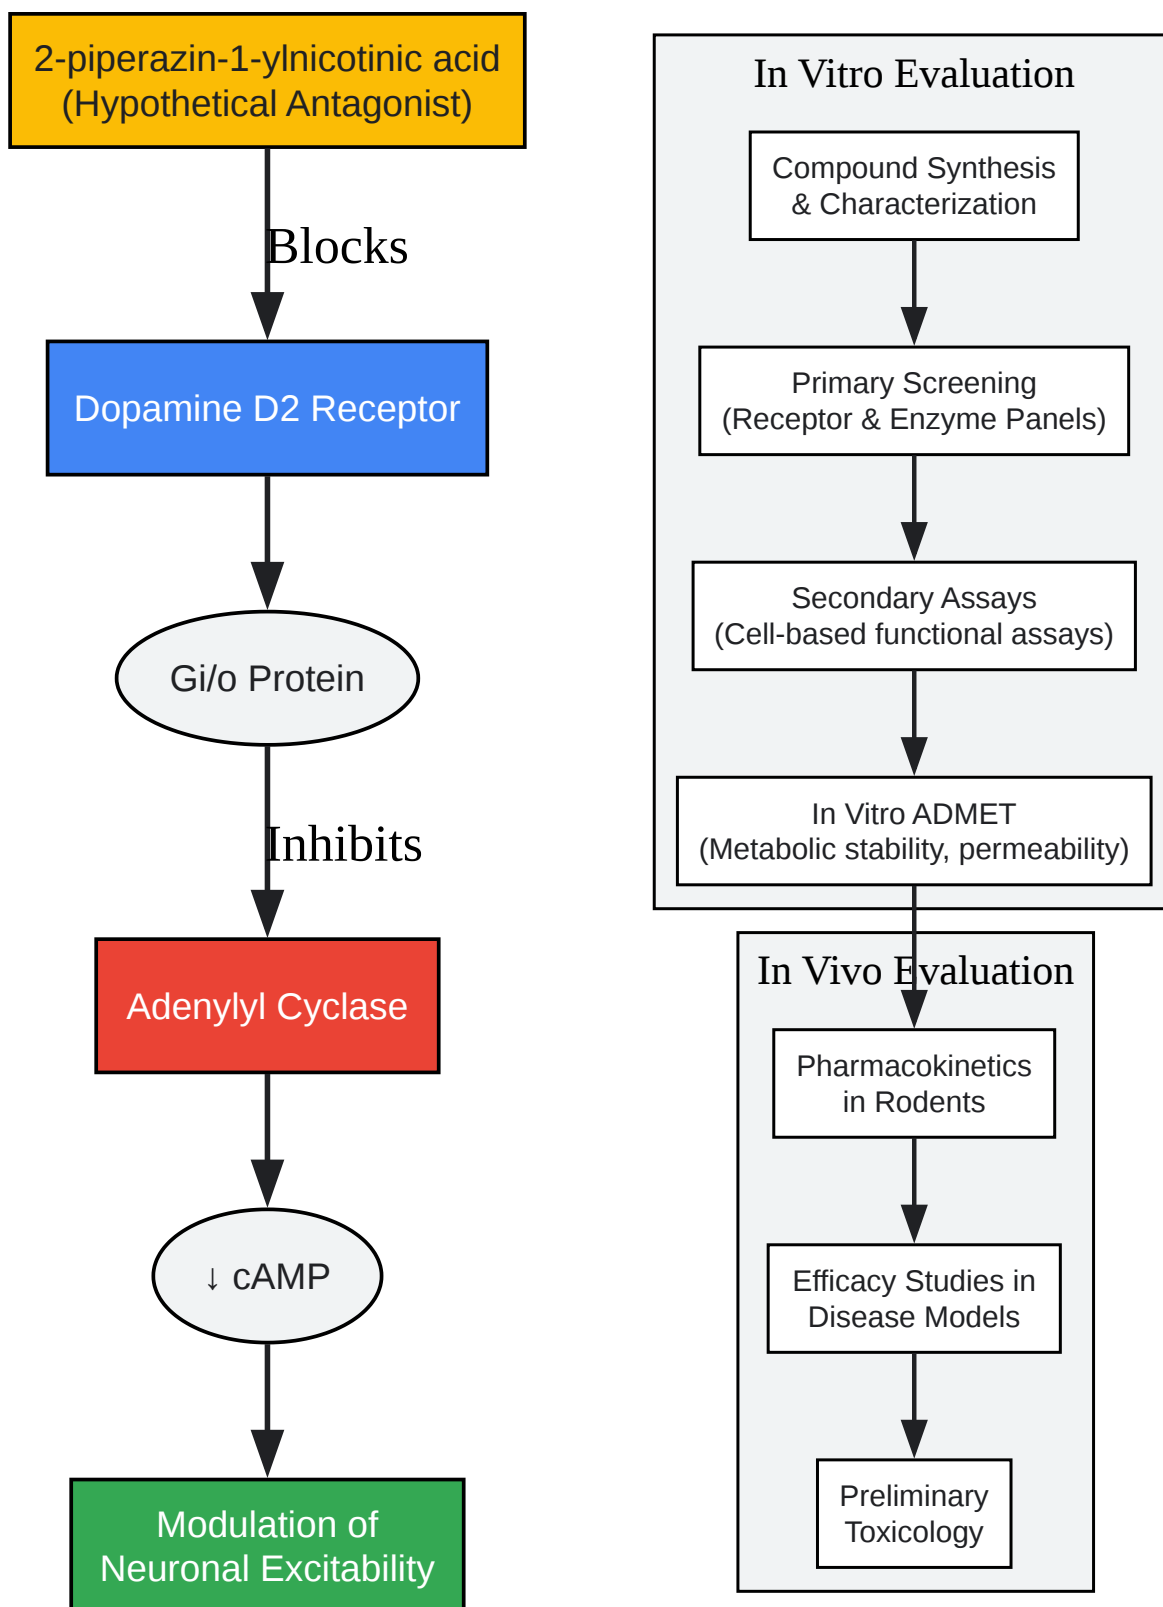 2-piperazin-1-ylnicotinic acid
(Hypothetical Antagonist)
Blocks
Dopamine D2 Receptor
Gi/o Protein
Inhibits
Adenylyl Cyclase
↓ cAMP
Modulation of
Neuronal Excitability
In Vitro Evaluation
Compound Synthesis
& Characterization
Primary Screening
(Receptor & Enzyme Panels)
Secondary Assays
(Cell-based functional assays)
In Vitro ADMET
(Metabolic stability, permeability)
In Vivo Evaluation
Pharmacokinetics
in Rodents
Efficacy Studies in
Disease Models
Preliminary
Toxicology